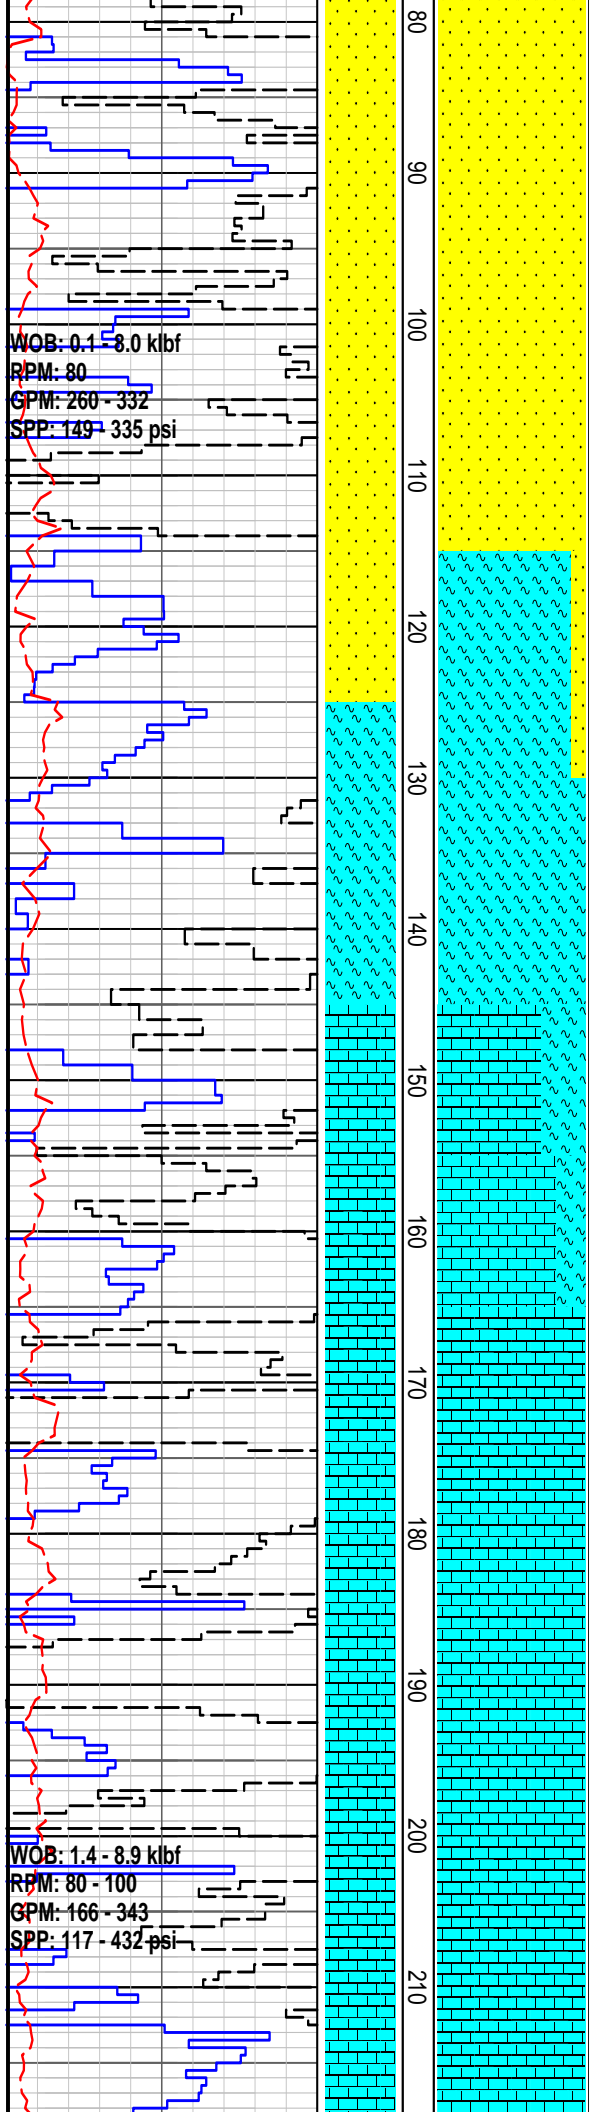 80
90
100
WOB: 0.1 - 8.0 klbf
RPM: 80
GPM: 260 - 332
SPP: 149 - 335 psi
110
120
130
140
150
160
170
180
190
200
WOB: 1.4 - 8.9 klbf
RPM: 80 - 100
GPM: 166 - 343
SPP: 117 - 432 psi
210